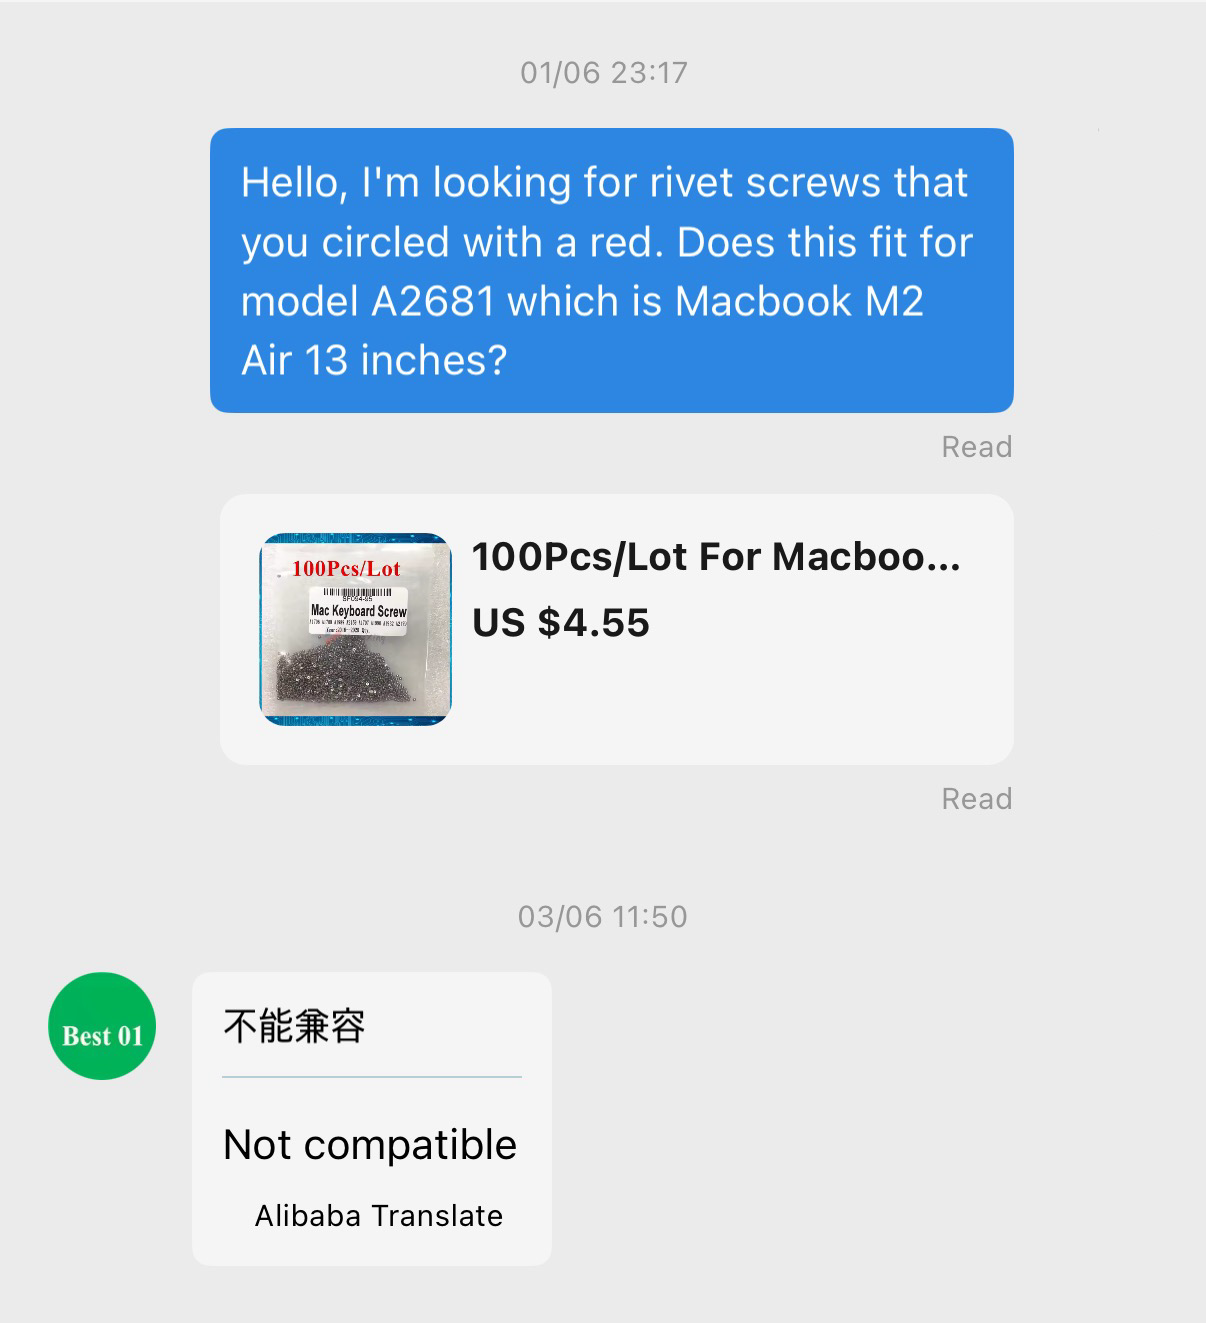 01/06 23:17
Hello, I'm looking for rivet screws that
you circled with a red. Does this fit for
model A2681 which is Macbook M2
Air 13 inches?
Read
100Pcs/Lot
SF094-95
Mac Keyboard Screw
100Pcs/Lot For Macboo...
US $4.55
Read
03/06 11:50
Best 01
不能兼容
Not compatible
Alibaba Translate